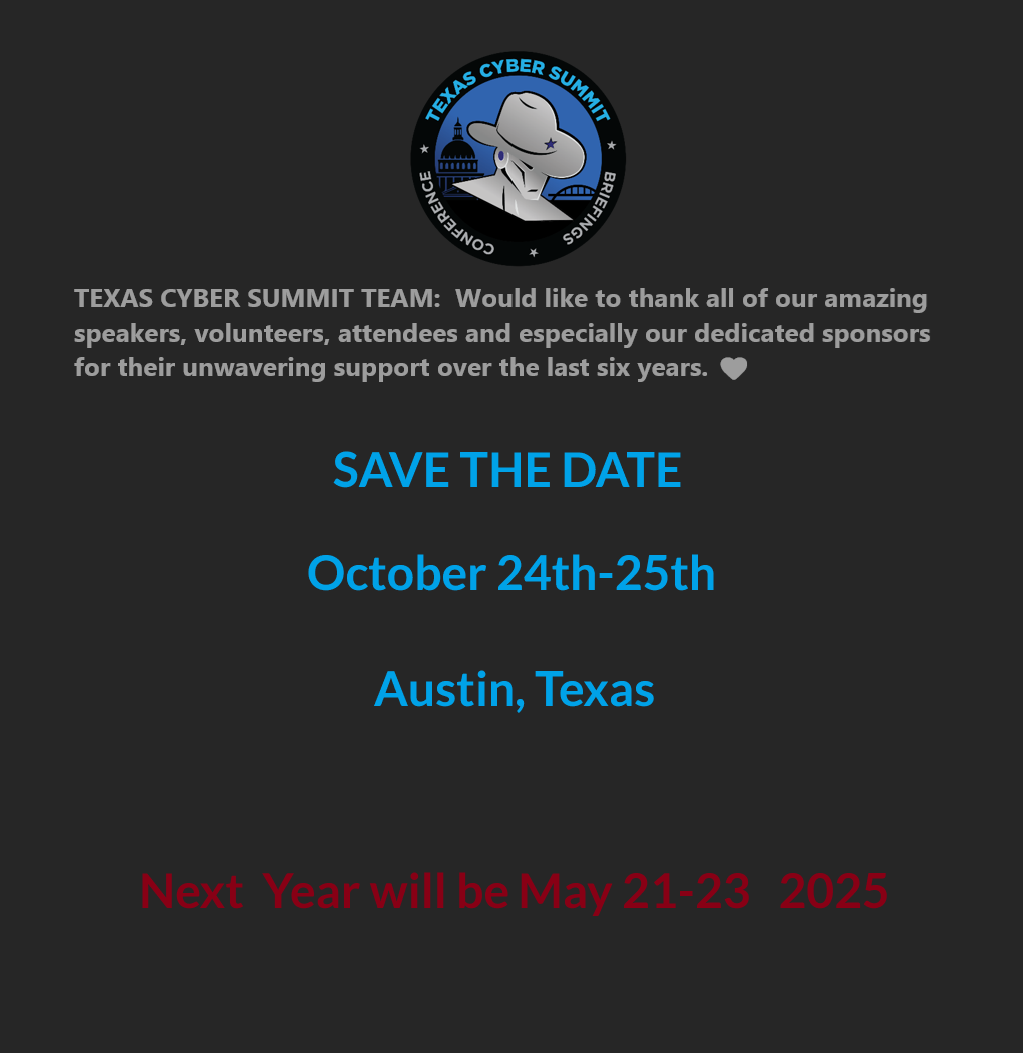 TEXAS CYBER SUMMIT
CONFERENCE
BRIEFINGS
TEXAS CYBER SUMMIT TEAM:  Would like to thank all of our amazing
speakers, volunteers, attendees and especially our dedicated sponsors
for their unwavering support over the last six years. ♥
SAVE THE DATE
October 24th-25th
Austin, Texas
Next  Year will be May 21-23   2025